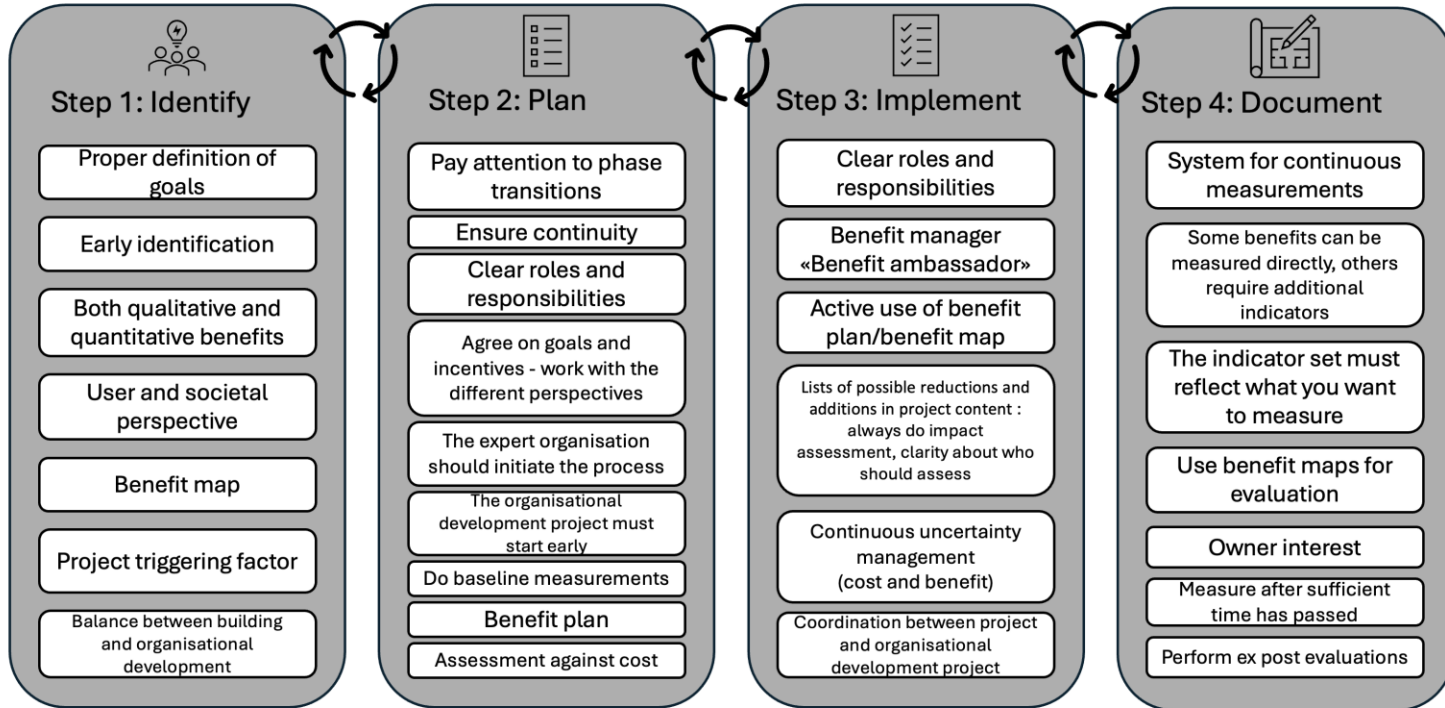 Step 1: Identify
Proper definition of
goals
Early identification
Both qualitative and
quantitative benefits
User and societal
perspective
Benefit map
Project triggering factor
Balance between building
and organisational
development
Step 2: Plan
Pay attention to phase
transitions
Ensure continuity
Clear roles and
responsibilities
Agree on goals and
incentives - work with the
different perspectives
The expert organisation
should initiate the process
The organisational
development project must
start early
Do baseline measurements
Benefit plan
Assessment against cost
Step 3: Implement
Clear roles and
responsibilities
Benefit manager
«Benefit ambassador»
Active use of benefit
plan/benefit map
Lists of possible reductions and
additions in project content :
always do impact
assessment, clarity about who
should assess
Continuous uncertainty
management
(cost and benefit)
Coordination between project
and organisational
development project
Step 4: Document
System for continuous
measurements
Some benefits can be
measured directly, others
require additional
indicators
The indicator set must
reflect what you want
to measure
Use benefit maps for
evaluation
Owner interest
Measure after sufficient
time has passed
Perform ex post evaluations